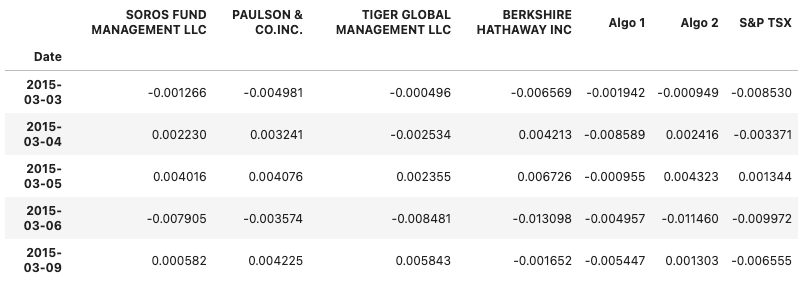 SOROS FUND MANAGEMENT LLC PAULSON & CO.INC. TIGER GLOBAL MANAGEMENT LLC BERKSHIRE HATHAWAY INC Algo 1 Algo 2 S&P TSX
Date
2015-03-03 -0.001266 -0.004981 -0.000496 -0.006569 -0.001942 -0.000949 -0.008530
2015-03-04 0.002230 0.003241 -0.002534 0.004213 -0.008589 0.002416 -0.003371
2015-03-05 0.004016 0.004076 0.002355 0.006726 -0.000955 0.004323 0.001344
2015-03-06 -0.007905 -0.003574 -0.008481 -0.013098 -0.004957 -0.011460 -0.009972
2015-03-09 0.000582 0.004225 0.005843 -0.001652 -0.005447 0.001303 -0.006555